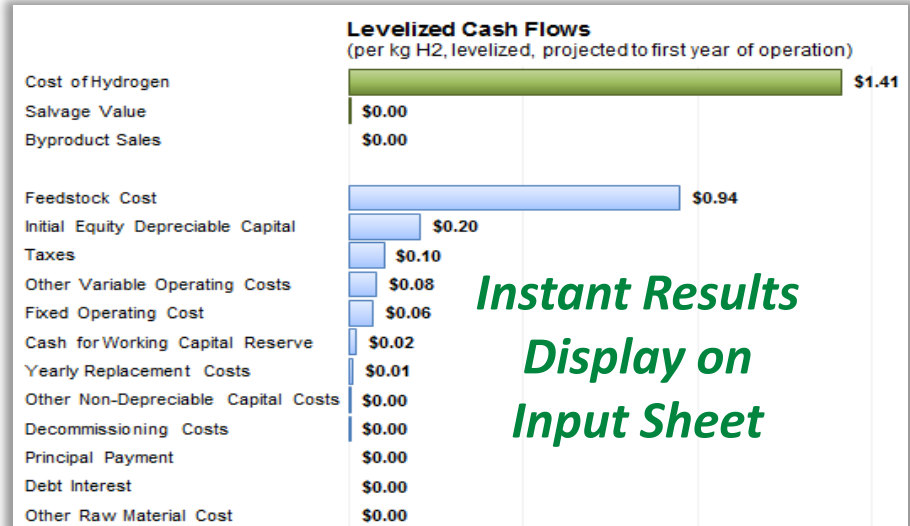 Levelized Cash Flows
(per kg H2, levelized, projected to first year of operation)
Cost of Hydrogen $1.41
Salvage Value $0.00
Byproduct Sales $0.00
Feedstock Cost $0.94
Initial Equity Depreciable Capital $0.20
Taxes $0.10
Other Variable Operating Costs $0.08
Fixed Operating Cost $0.06
Cash for Working Capital Reserve $0.02
Yearly Replacement Costs $0.01
Other Non-Depreciable Capital Costs $0.00
Decommissioning Costs $0.00
Principal Payment $0.00
Debt Interest $0.00
Other Raw Material Cost $0.00
Instant Results
Display on
Input Sheet